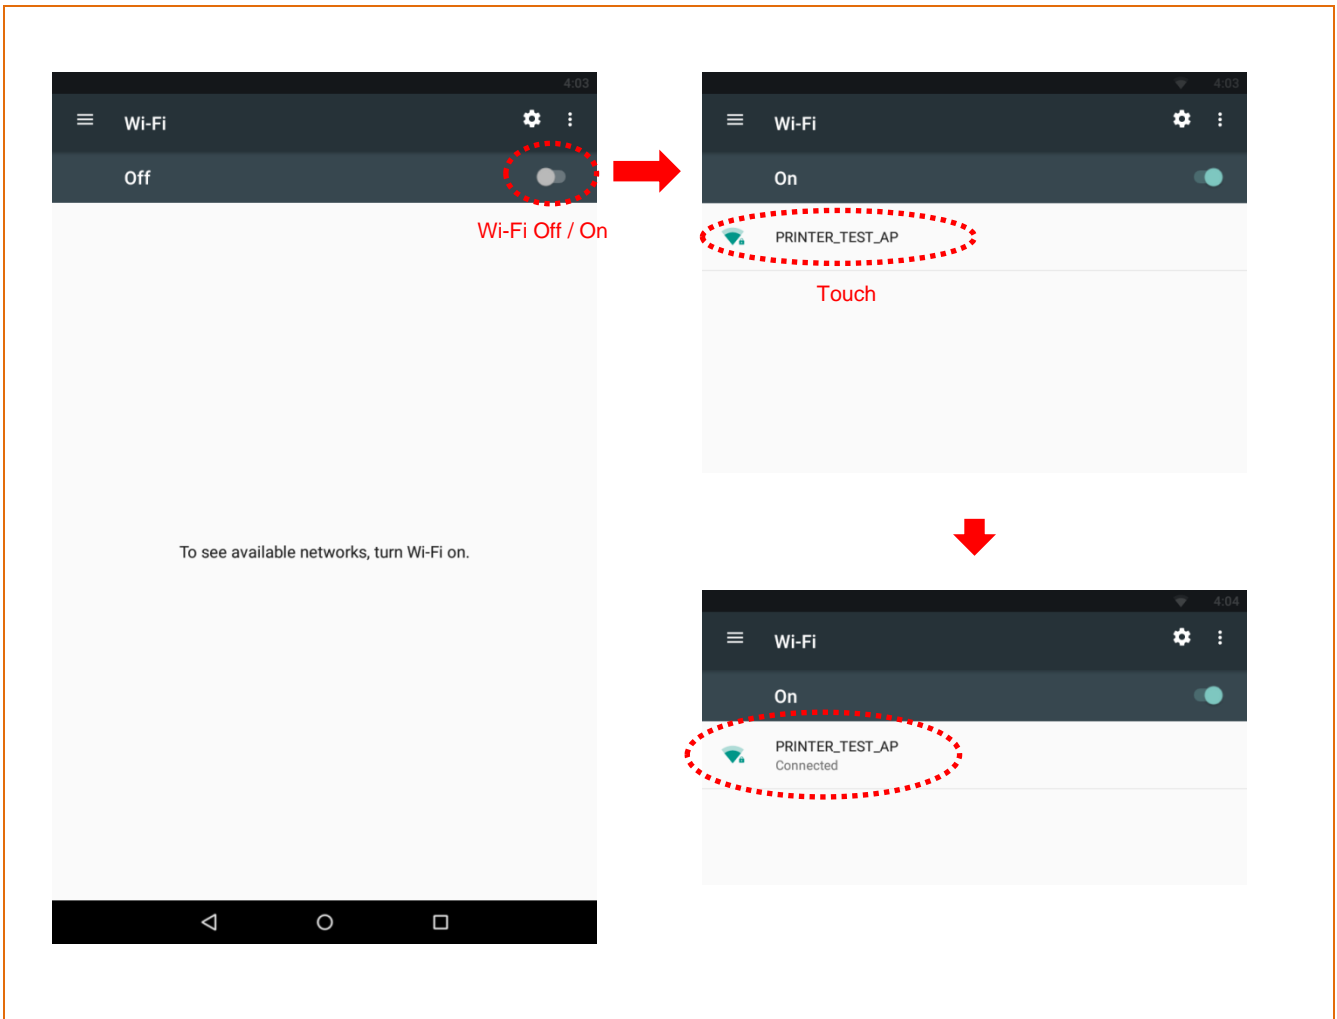 4:03
Wi-Fi
Off
Wi-Fi Off / On
To see available networks, turn Wi-Fi on.
4:03
Wi-Fi
On
PRINTER_TEST_AP
Touch
4:04
Wi-Fi
On
PRINTER_TEST_AP
Connected